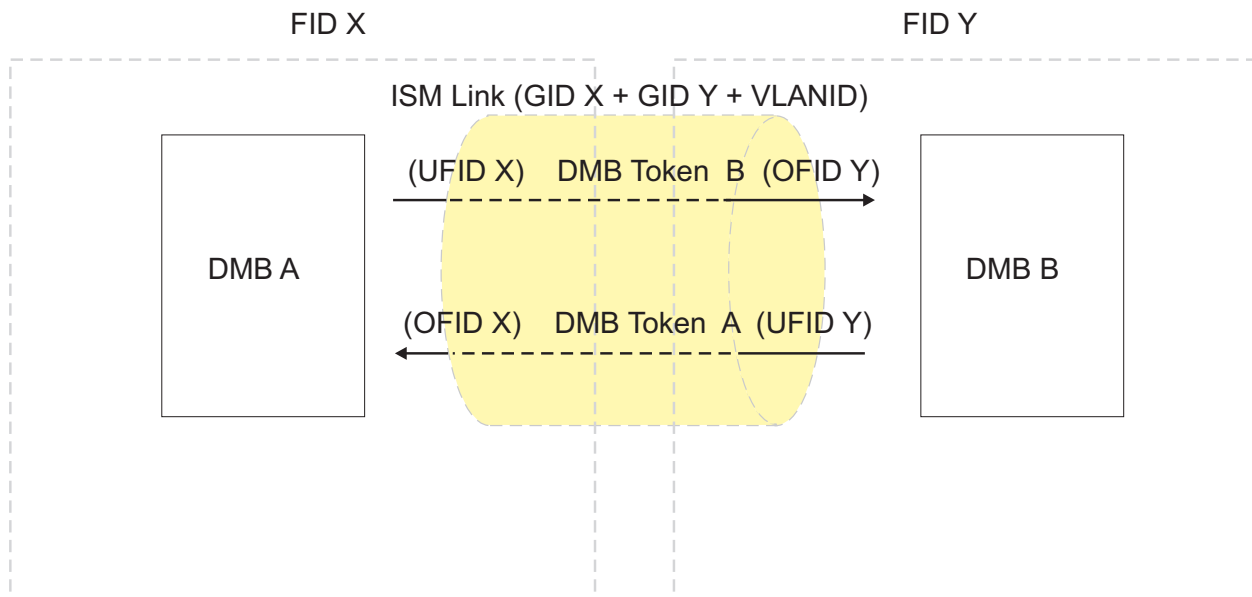 FID X
FID Y
ISM Link (GID X + GID Y + VLANID)
(UFID X) DMB Token B (OFID Y)
DMB A
DMB B
(OFID X) DMB Token A (UFID Y)